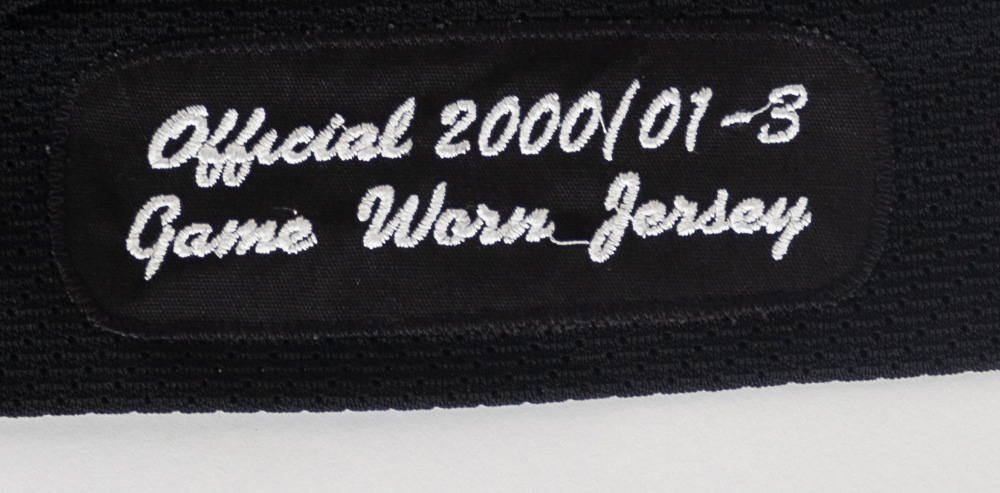 Official 2000/01-3
Game Worn Jersey